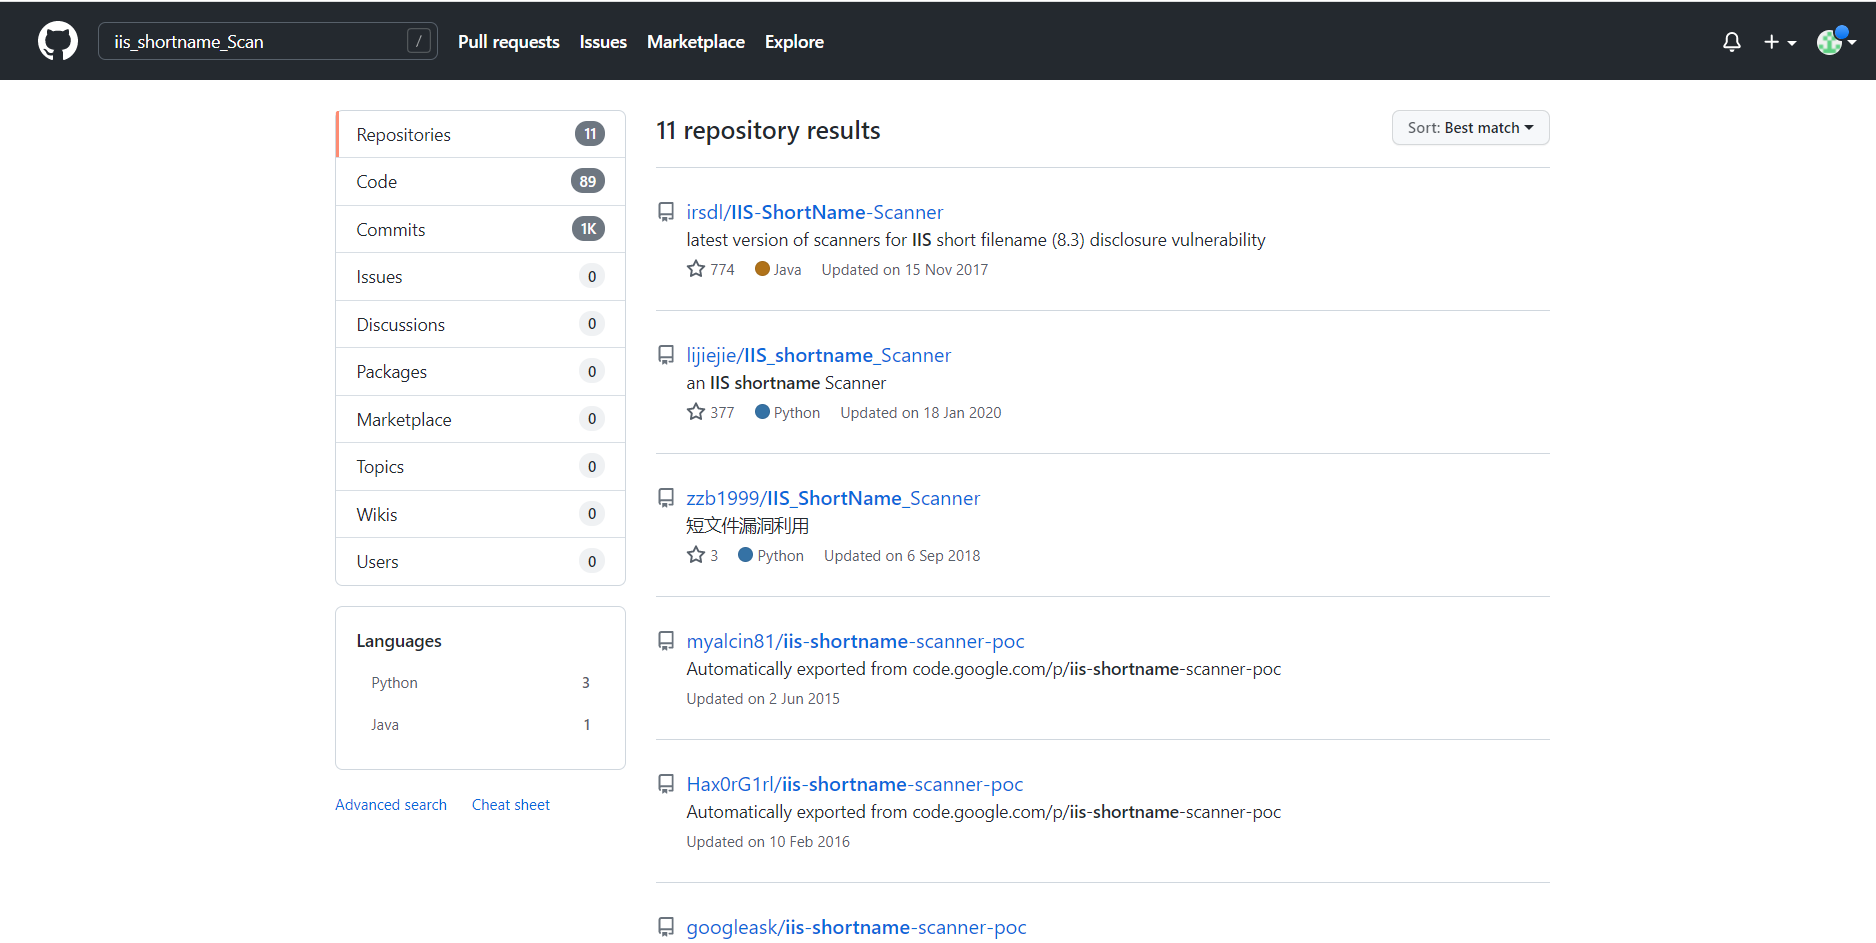 iis_shortname_Scan / Pull requests Issues Marketplace Explore
Repositories 11
Code 89
Commits 1K
Issues 0
Discussions 0
Packages 0
Marketplace 0
Topics 0
Wikis 0
Users 0
Languages
Python 3
Java 1
Advanced search Cheat sheet
11 repository results
Sort: Best match
irsdl/IIS-ShortName-Scanner
latest version of scanners for IIS short filename (8.3) disclosure vulnerability
774 Java Updated on 15 Nov 2017
lijiejie/IIS_shortname_Scanner
an IIS shortname Scanner
377 Python Updated on 18 Jan 2020
zzb1999/IIS_ShortName_Scanner
短文件漏洞利用
3 Python Updated on 6 Sep 2018
myalcin81/iis-shortname-scanner-poc
Automatically exported from code.google.com/p/iis-shortname-scanner-poc
Updated on 2 Jun 2015
Hax0rG1rl/iis-shortname-scanner-poc
Automatically exported from code.google.com/p/iis-shortname-scanner-poc
Updated on 10 Feb 2016
googleask/iis-shortname-scanner-poc